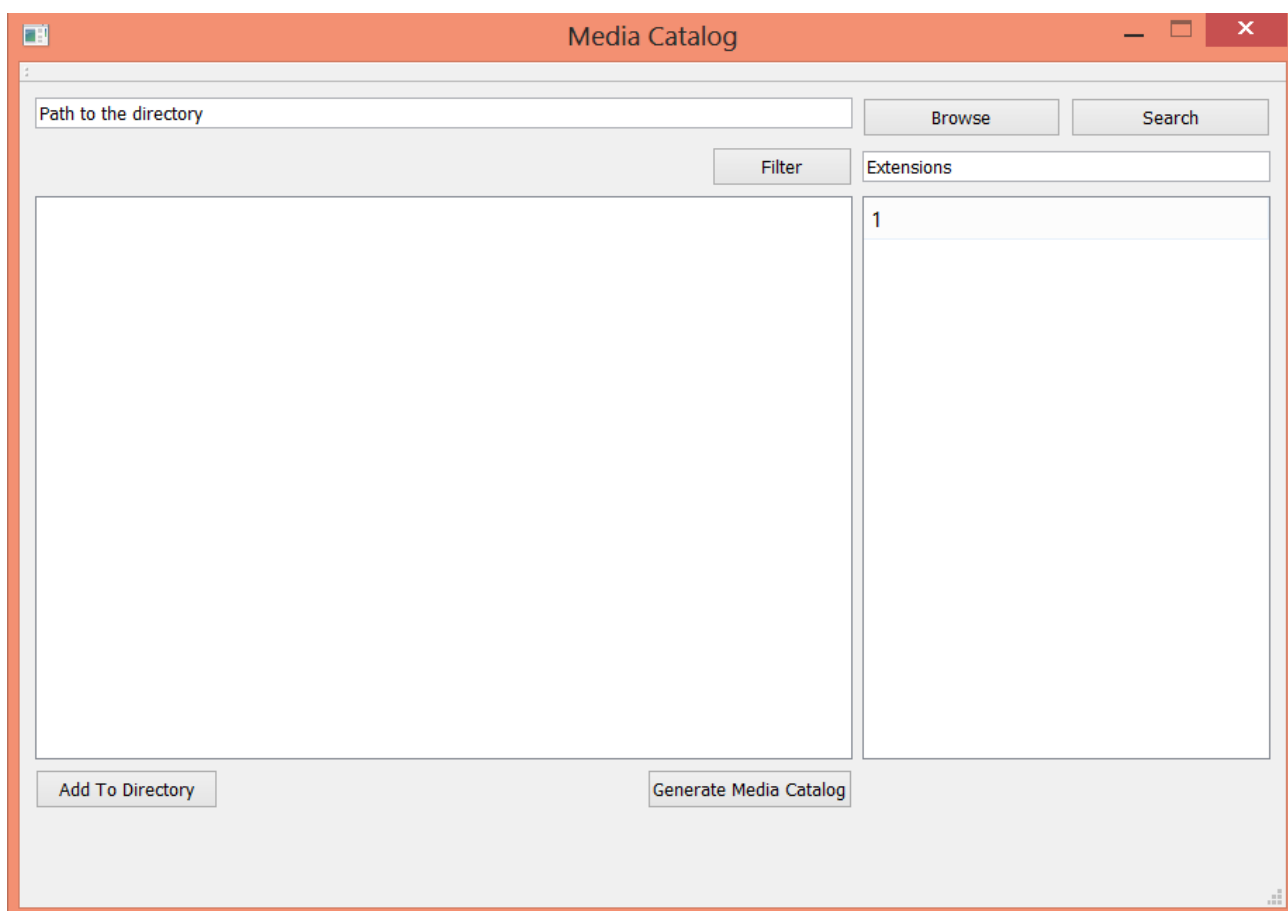 Media Catalog
Path to the directory
Browse
Search
Filter
Extensions
1
Add To Directory
Generate Media Catalog